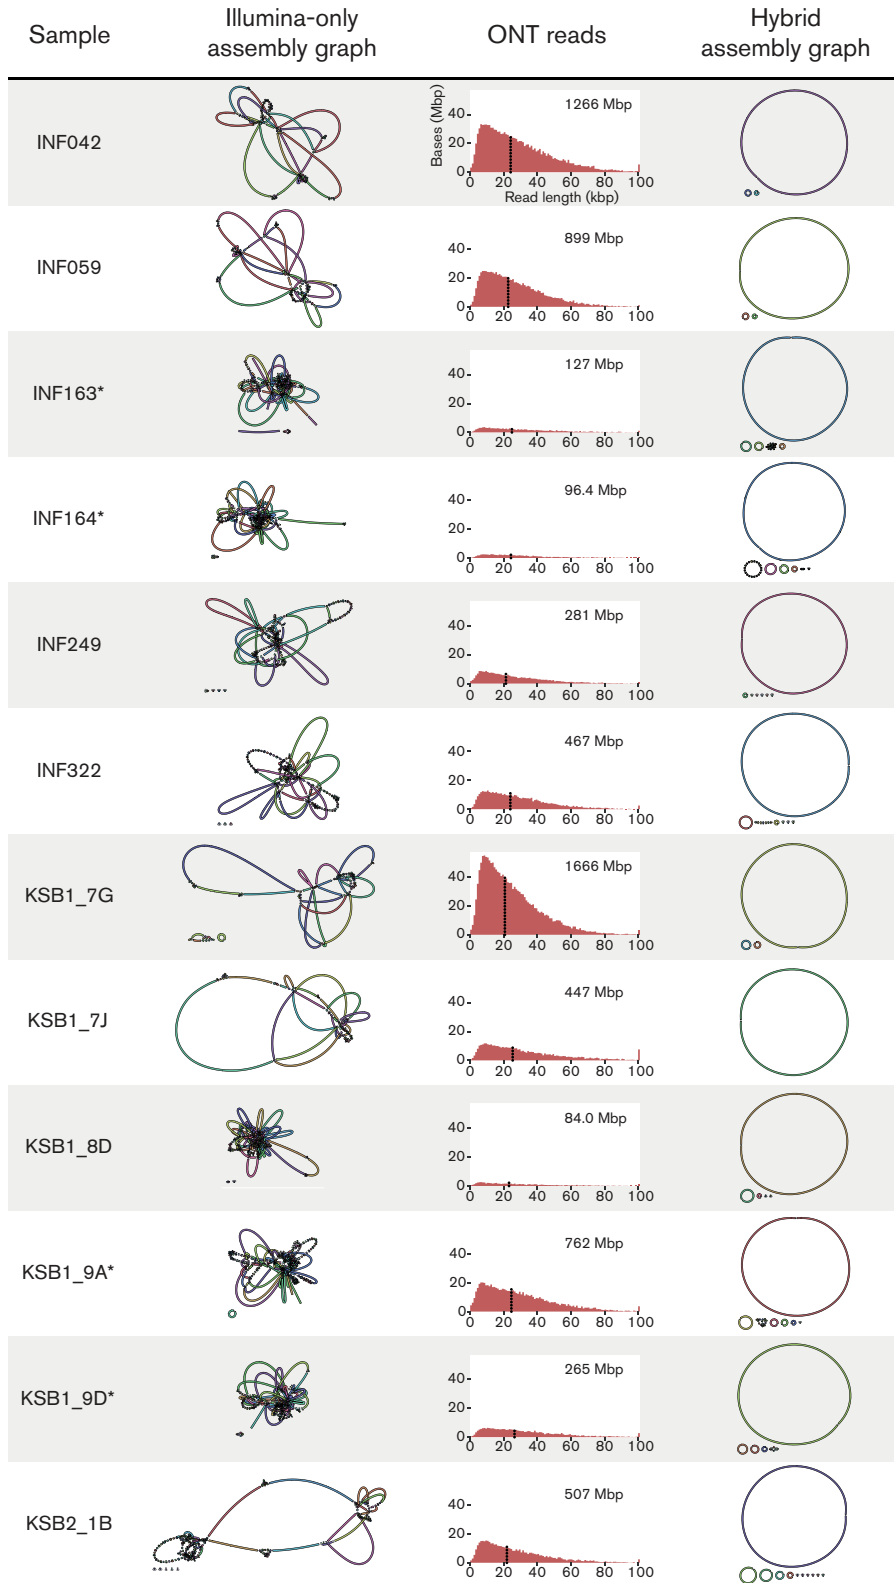 Sample
Illumina-only
assembly graph
ONT reads
Hybrid
assembly graph
INF042
Bases (Mbp)
40
20
0
1266 Mbp
0 20 40 60 80 100
Read length (kbp)
INF059
40
20
0
899 Mbp
0 20 40 60 80 100
INF163*
40
20
0
127 Mbp
0 20 40 60 80 100
INF164*
40
20
0
96.4 Mbp
0 20 40 60 80 100
INF249
40
20
0
281 Mbp
0 20 40 60 80 100
INF322
40
20
0
467 Mbp
0 20 40 60 80 100
KSB1_7G
40
20
0
1666 Mbp
0 20 40 60 80 100
KSB1_7J
40
20
0
447 Mbp
0 20 40 60 80 100
KSB1_8D
40
20
0
84.0 Mbp
0 20 40 60 80 100
KSB1_9A*
40
20
0
762 Mbp
0 20 40 60 80 100
KSB1_9D*
40
20
0
265 Mbp
0 20 40 60 80 100
KSB2_1B
40
20
0
507 Mbp
0 20 40 60 80 100